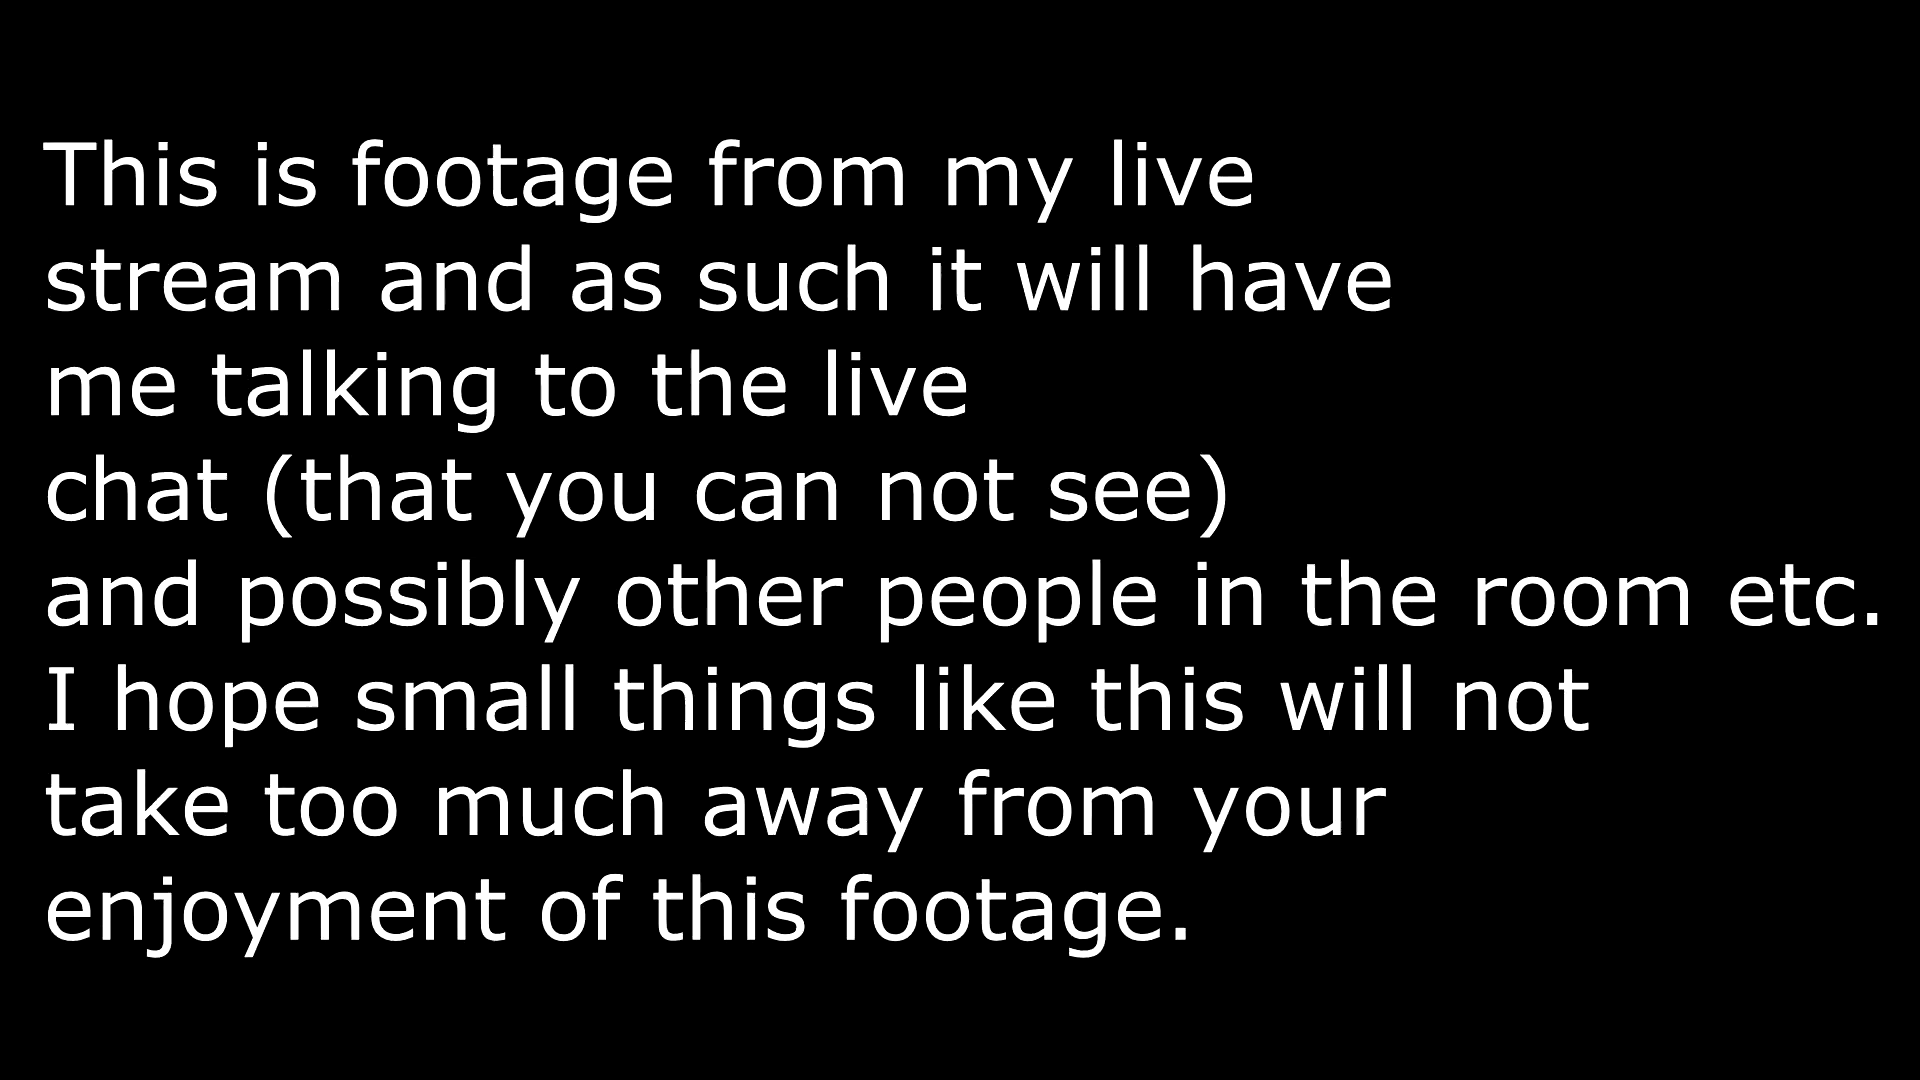 This is footage from my live
stream and as such it will have
me talking to the live
chat (that you can not see)
and possibly other people in the room etc.
I hope small things like this will not
take too much away from your
enjoyment of this footage.